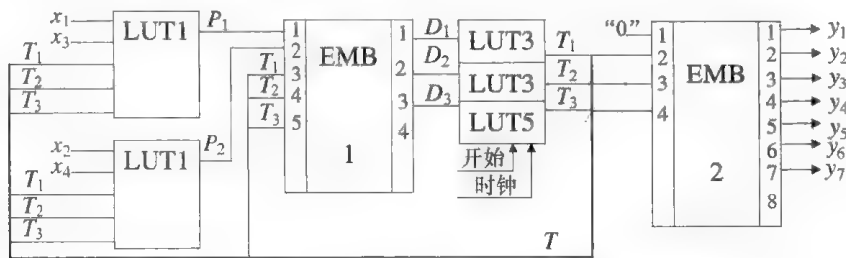 x₁
x₃
T₁
T₂
T₃
LUT1
P₁
x₂
x₄
T₁
T₂
T₃
LUT1
P₂
T₁
T₂
T₃
1
2
3
4
5
EMB
1
1
2
3
4
D₁
D₂
D₃
LUT3
LUT3
LUT5
开始
时钟
T₁
T₂
T₃
T
“0”
1
2
3
4
EMB
2
1
2
3
4
5
6
7
8
y₁
y₂
y₃
y₄
y₅
y₆
y₇